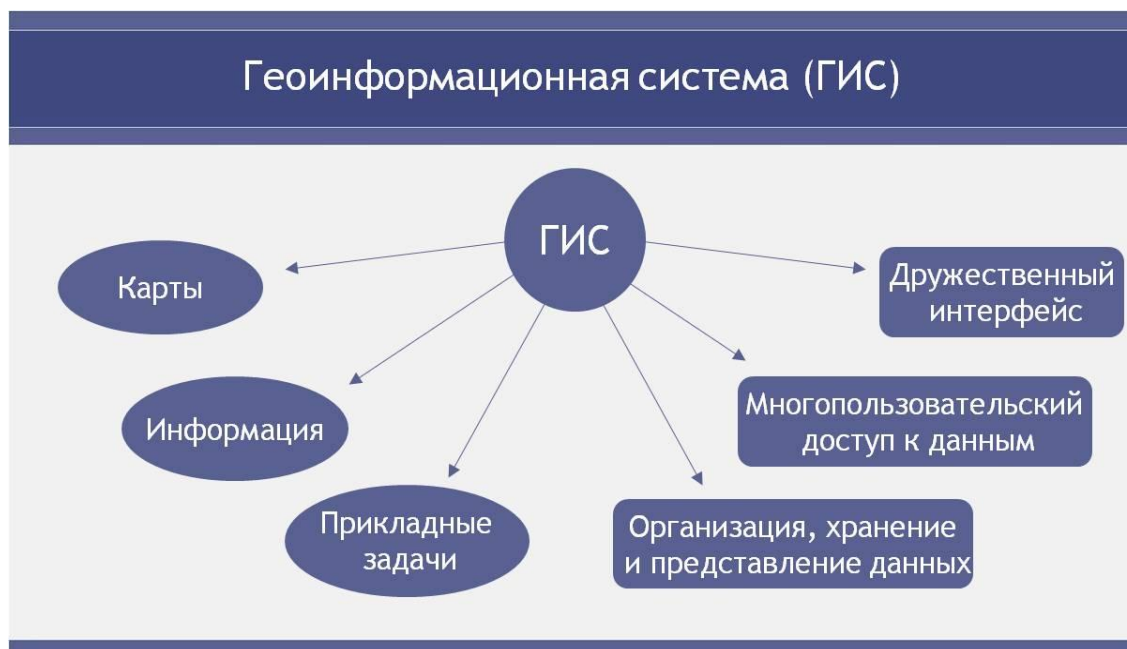 Геоинформационная система (ГИС)
ГИС
Карты
Информация
Прикладные
задачи
Организация, хранение
и представление данных
Многопользовательский
доступ к данным
Дружественный
интерфейс